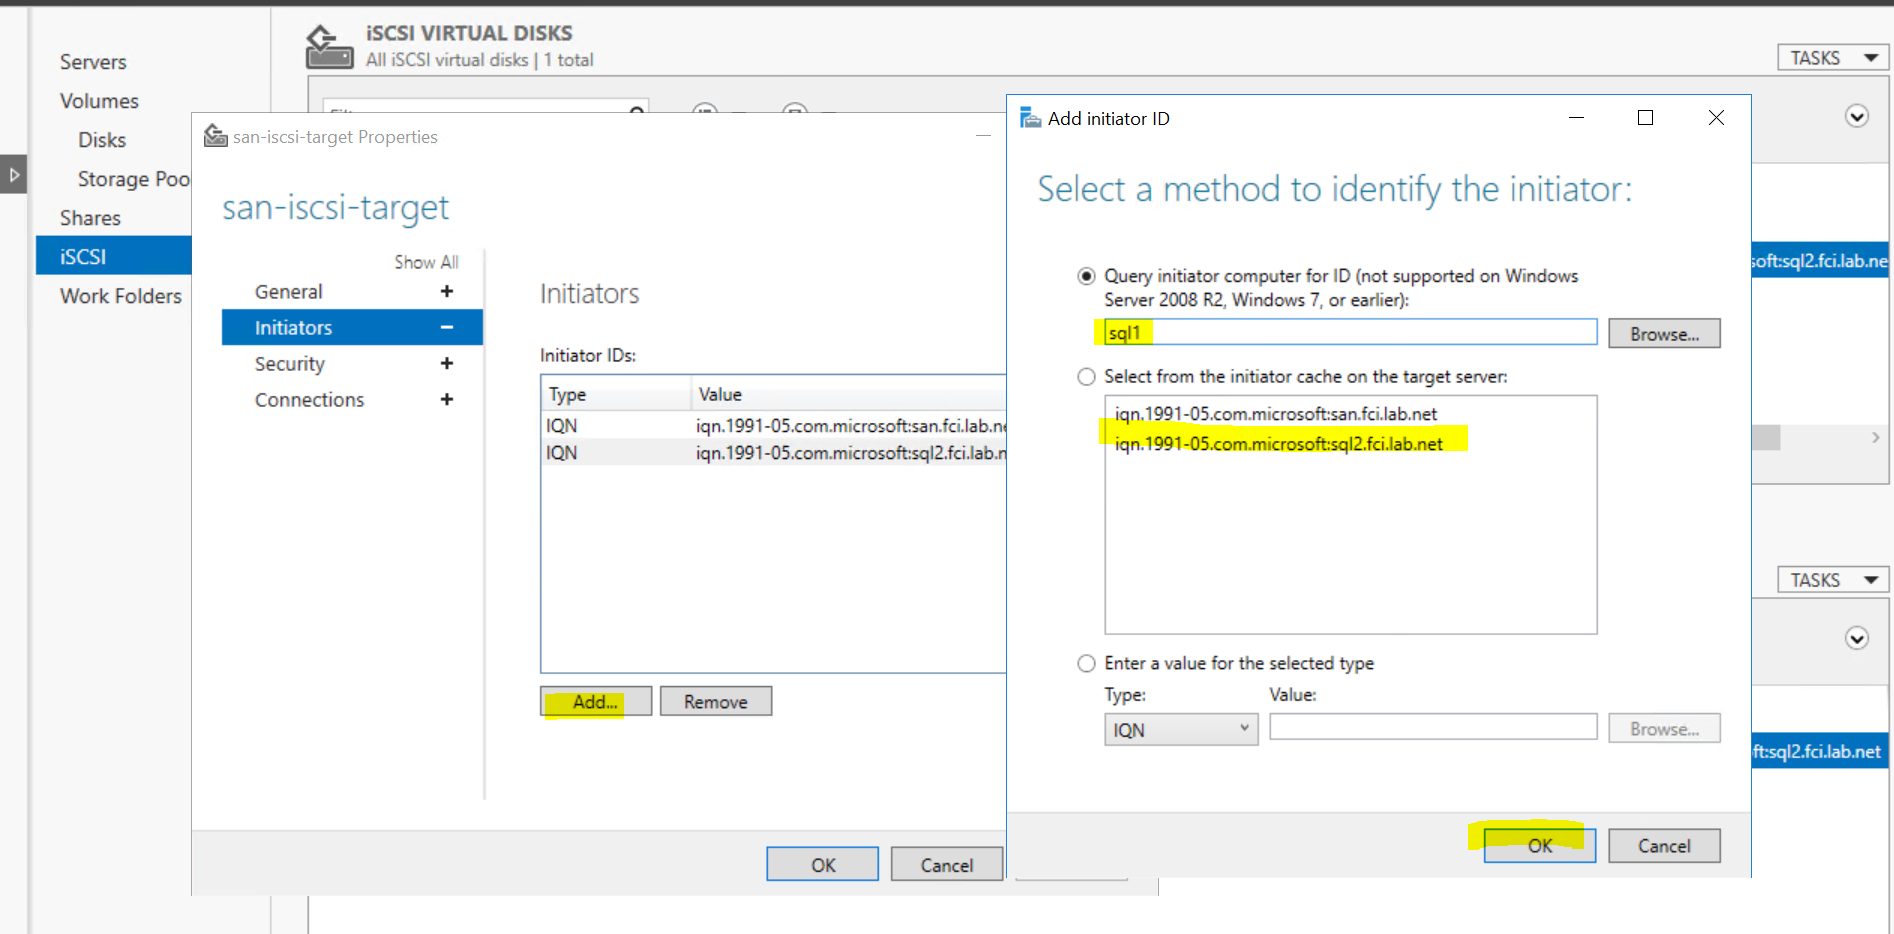 iSCSI VIRTUAL DISKS
All iSCSI virtual disks | 1 total
TASKS
Servers
Volumes
Disks
Storage Poo
Shares
iSCSI
Work Folders
san-iscsi-target Properties
san-iscsi-target
Show All
General +
Initiators −
Security +
Connections +
Initiators
Initiator IDs:
Type Value
IQN iqn.1991-05.com.microsoft:san.fci.lab.ne
IQN iqn.1991-05.com.microsoft:sql2.fci.lab.n
Add...
Remove
OK
Cancel
Add initiator ID
Select a method to identify the initiator:
Query initiator computer for ID (not supported on Windows
Server 2008 R2, Windows 7, or earlier):
sql1
Browse...
Select from the initiator cache on the target server:
iqn.1991-05.com.microsoft:san.fci.lab.net
iqn.1991-05.com.microsoft:sql2.fci.lab.net
Enter a value for the selected type
Type: Value:
IQN
Browse...
OK
Cancel
soft:sql2.fci.lab.ne
TASKS
ft:sql2.fci.lab.net